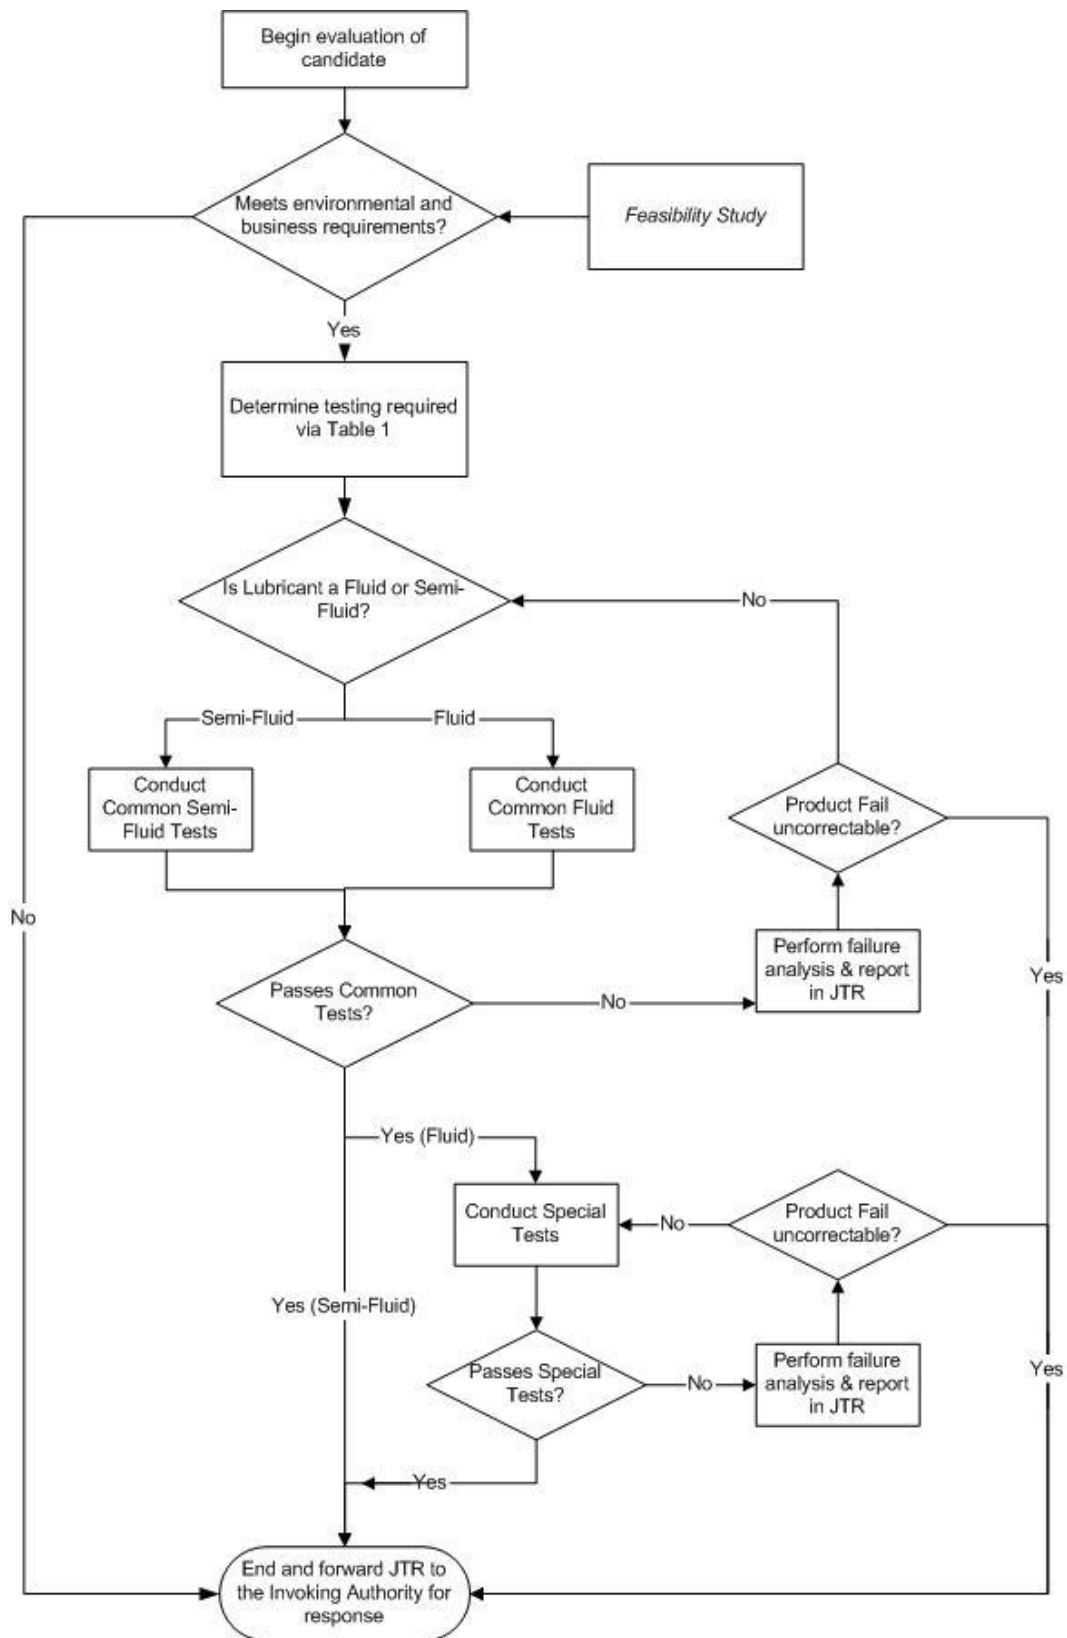 Begin evaluation of
candidate
Meets environmental and
business requirements?
Feasibility Study
Yes
Determine testing required
via Table 1
Is Lubricant a Fluid or Semi-
Fluid?
No
Semi-Fluid
Fluid
Conduct
Common Semi-
Fluid Tests
Conduct
Common Fluid
Tests
Product Fail
uncorrectable?
No
Perform failure
analysis & report
in JTR
Yes
Passes Common
Tests?
No
Yes (Fluid)
Conduct Special
Tests
No
Product Fail
uncorrectable?
Yes (Semi-Fluid)
Passes Special
Tests?
No
Perform failure
analysis & report
in JTR
Yes
Yes
End and forward JTR to
the Invoking Authority for
response